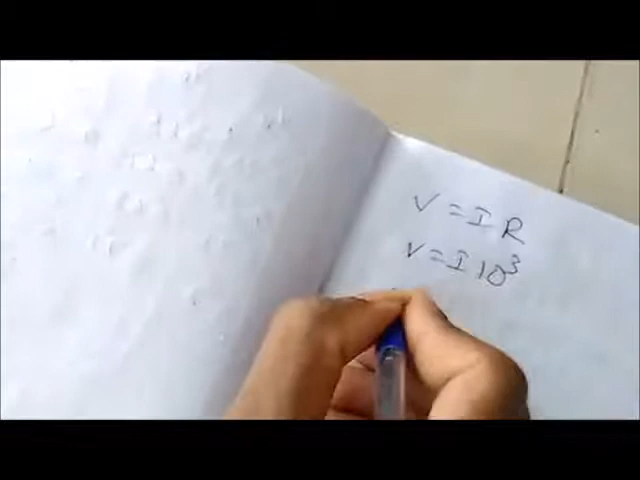 V = I R
V = I 10³